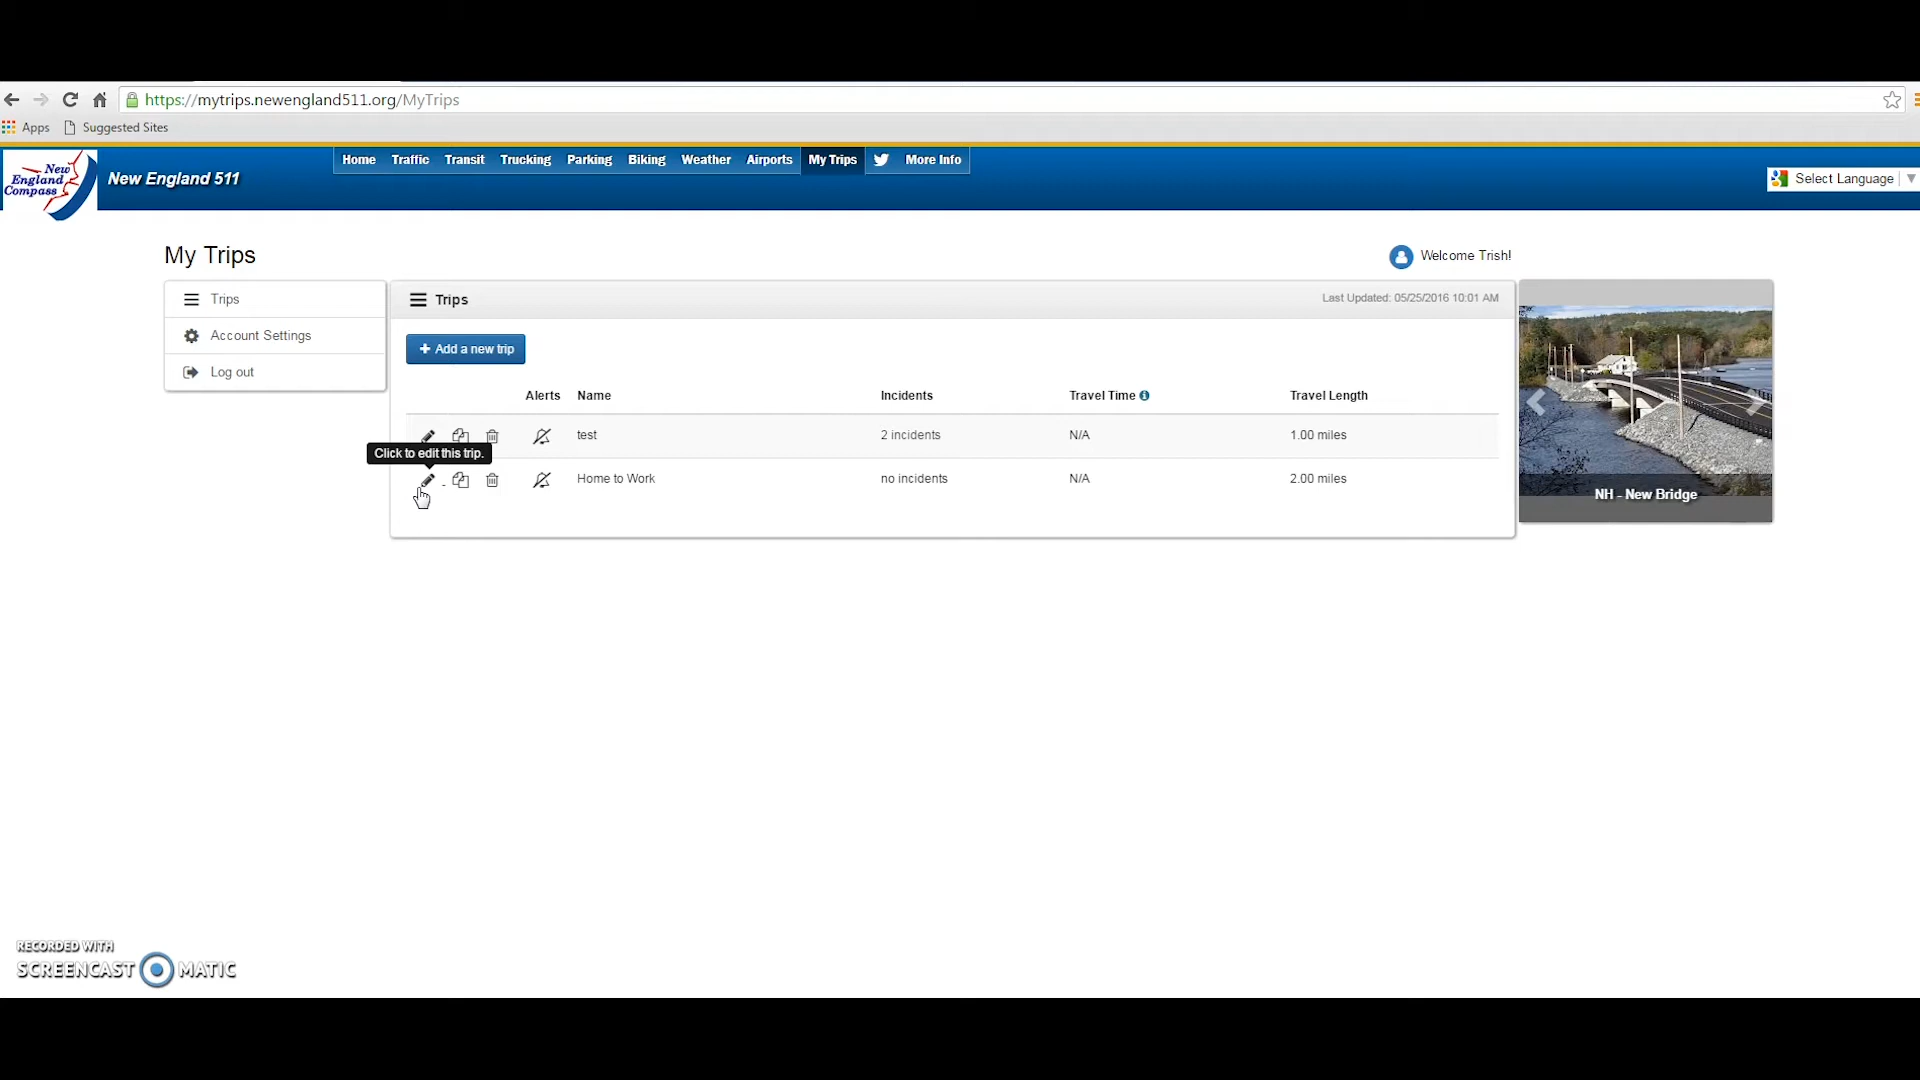 https://mytrips.newengland511.org/MyTrips
Apps Suggested Sites
New England Compass
New England 511
Home Traffic Transit Trucking Parking Biking Weather Airports My Trips More Info
Select Language
My Trips
Welcome Trish!
Trips
Account Settings
Log out
Trips
Last Updated: 05/25/2016 10:01 AM
+ Add a new trip
Alerts Name Incidents Travel Time Travel Length
test 2 incidents N/A 1.00 miles
Click to edit this trip.
Home to Work no incidents N/A 2.00 miles
NH - New Bridge
RECORDED WITH
SCREENCAST MATIC